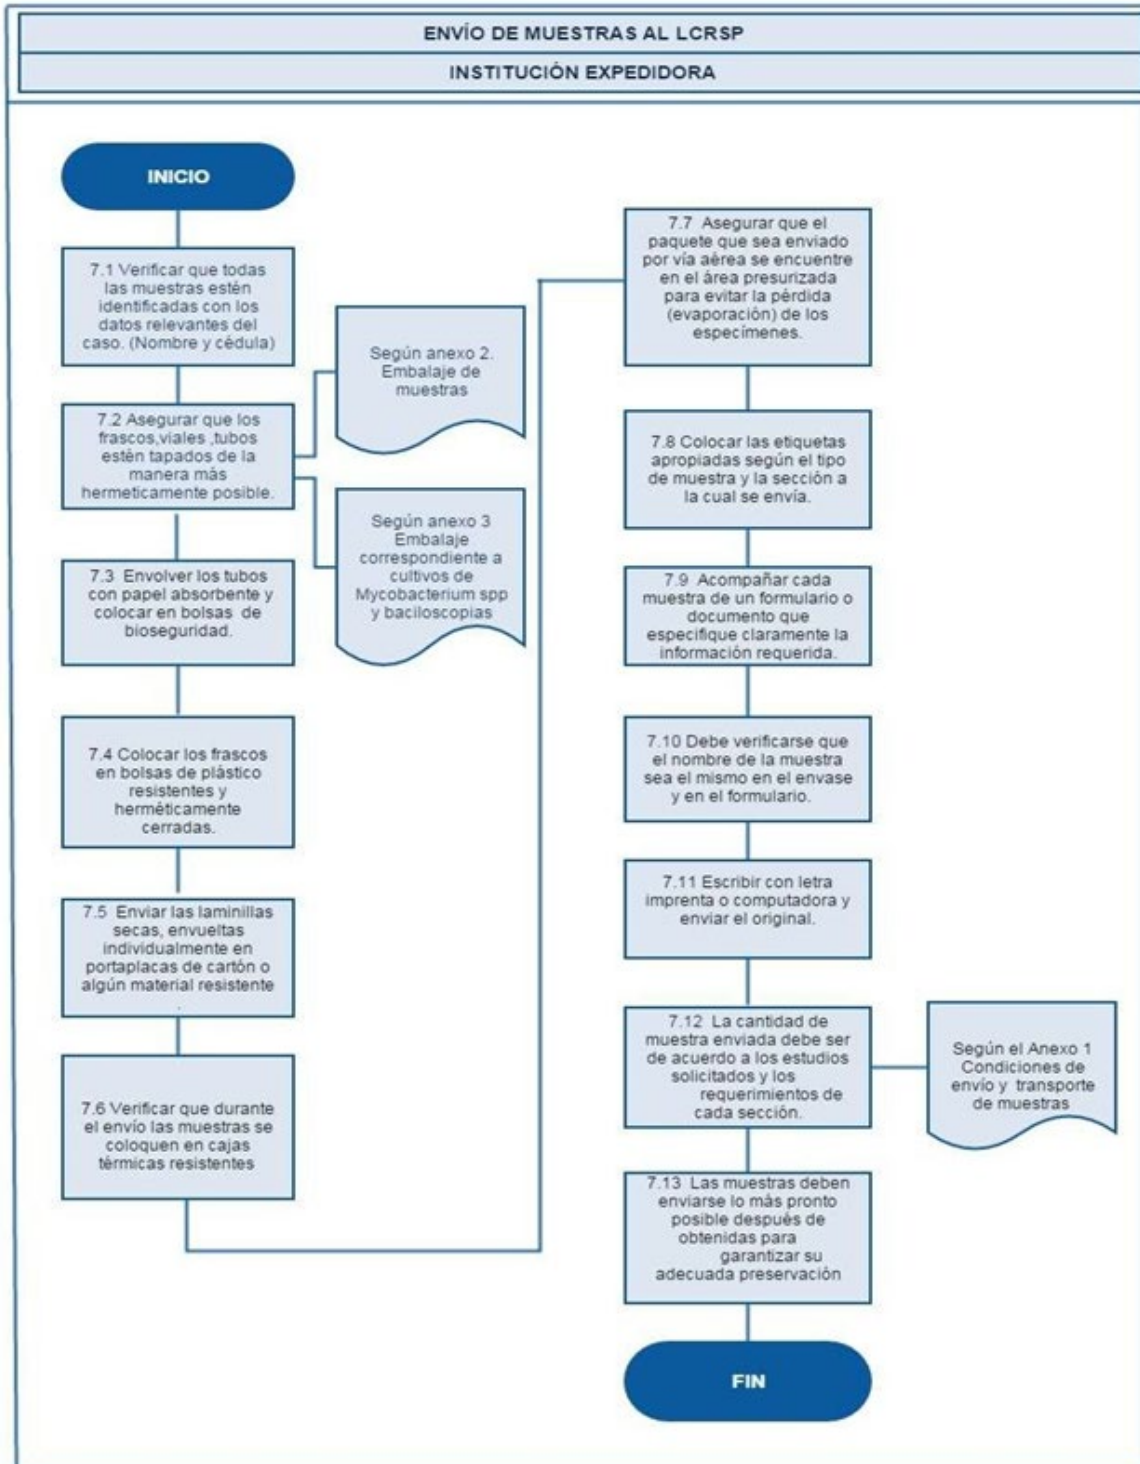 ENVÍO DE MUESTRAS AL LCRSP
INSTITUCIÓN EXPEDIDORA
INICIO
7.1 Verificar que todas
las muestras estén
identificadas con los
datos relevantes del
caso. (Nombre y cédula)
7.2 Asegurar que los
frascos,viales ,tubos
estén tapados de la
manera más
hermeticamente posible.
Según anexo 2.
Embalaje de
muestras
Según anexo 3
Embalaje
correspondiente a
cultivos de
Mycobacterium spp
y baciloscopias
7.3 Envolver los tubos
con papel absorbente y
colocar en bolsas de
bioseguridad.
7.4 Colocar los frascos
en bolsas de plástico
resistentes y
herméticamente
cerradas.
7.5 Enviar las laminillas
secas, envueltas
individualmente en
portaplacas de cartón o
algún material resistente
.
7.6 Verificar que durante
el envío las muestras se
coloquen en cajas
térmicas resistentes
7.7 Asegurar que el
paquete que sea enviado
por vía aérea se encuentre
en el área presurizada
para evitar la pérdida
(evaporación) de los
especímenes.
7.8 Colocar las etiquetas
apropiadas según el tipo
de muestra y la sección a
la cual se envía.
7.9 Acompañar cada
muestra de un formulario o
documento que
especifique claramente la
información requerida.
7.10 Debe verificarse que
el nombre de la muestra
sea el mismo en el envase
y en el formulario.
7.11 Escribir con letra
imprenta o computadora y
enviar el original.
7.12 La cantidad de
muestra enviada debe ser
de acuerdo a los estudios
solicitados y los
requerimientos de
cada sección.
Según el Anexo 1
Condiciones de
envío y transporte
de muestras
7.13 Las muestras deben
enviarse lo más pronto
posible después de
obtenidas para
garantizar su
adecuada preservación
FIN